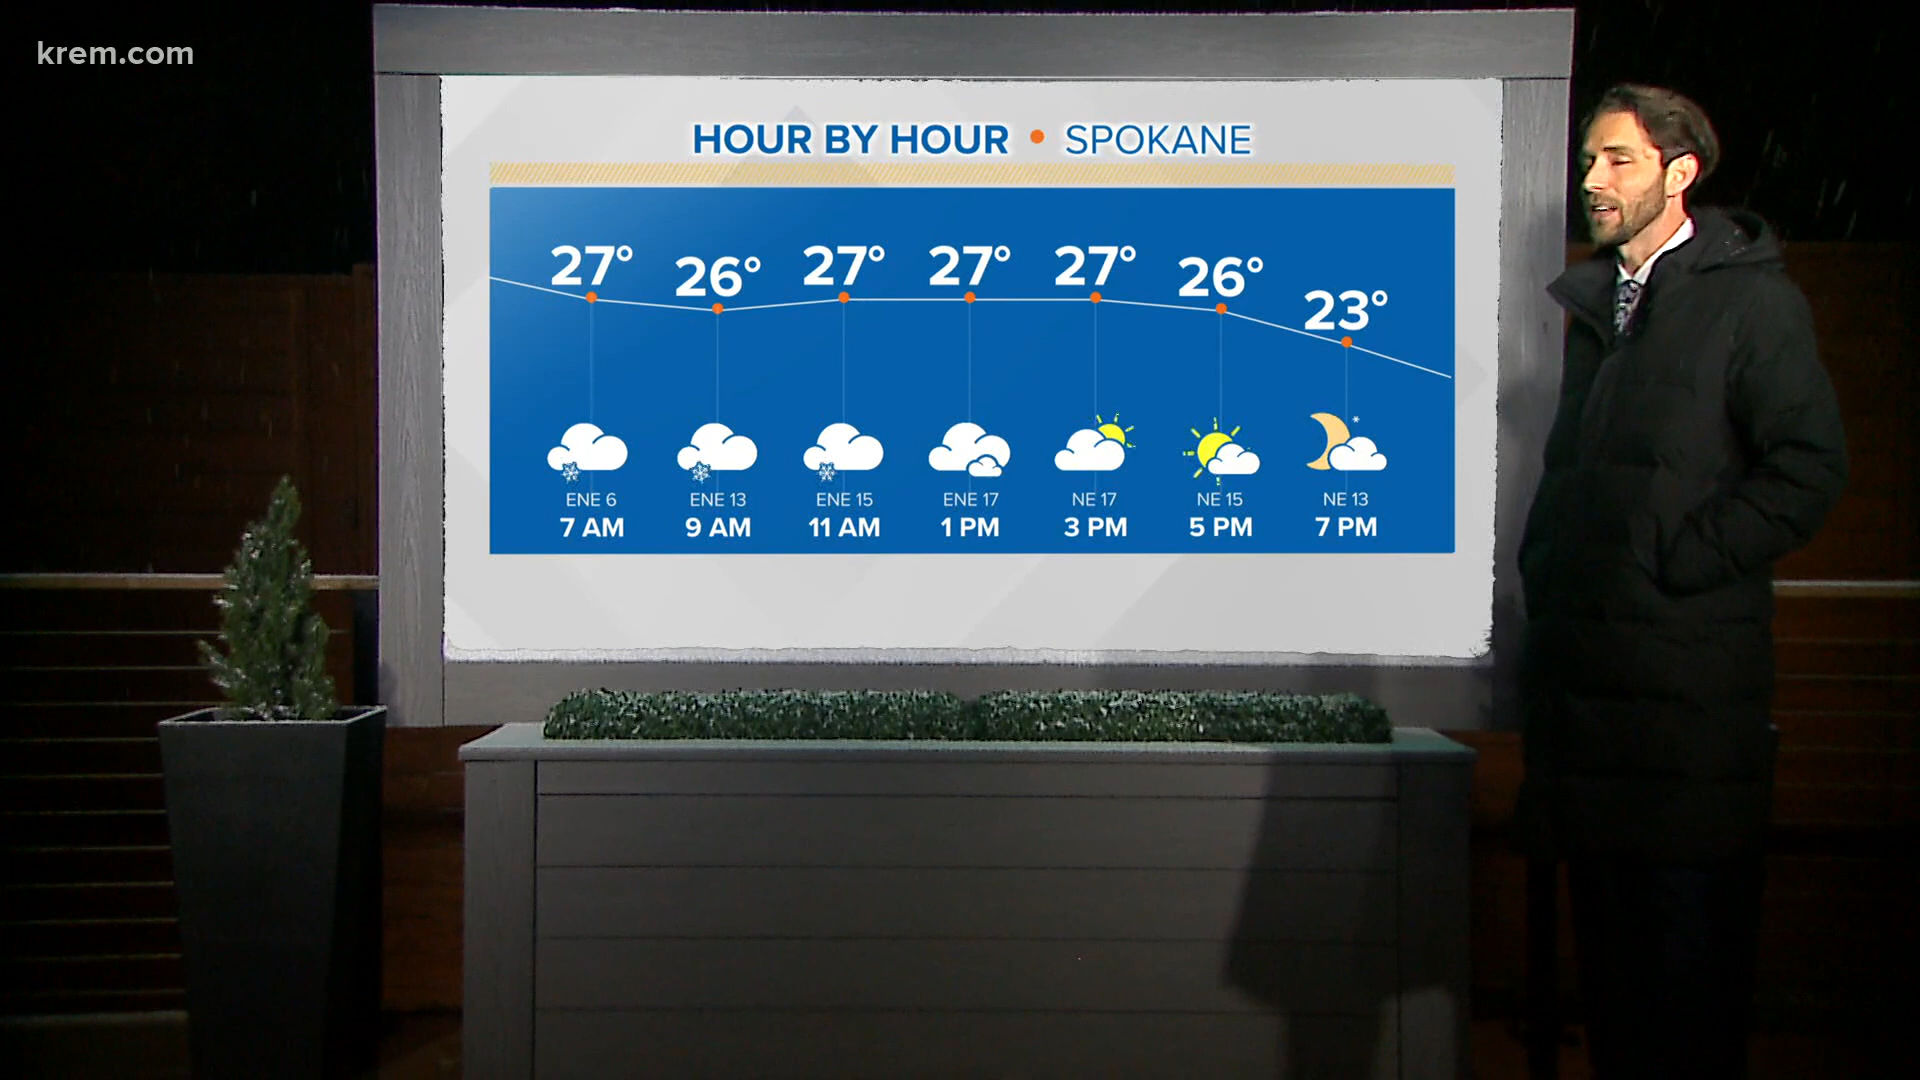 krem.com
HOUR BY HOUR • SPOKANE
27° 26° 27° 27° 27° 26° 23°
ENE 6 ENE 13 ENE 15 ENE 17 NE 17 NE 15 NE 13
7 AM 9 AM 11 AM 1 PM 3 PM 5 PM 7 PM